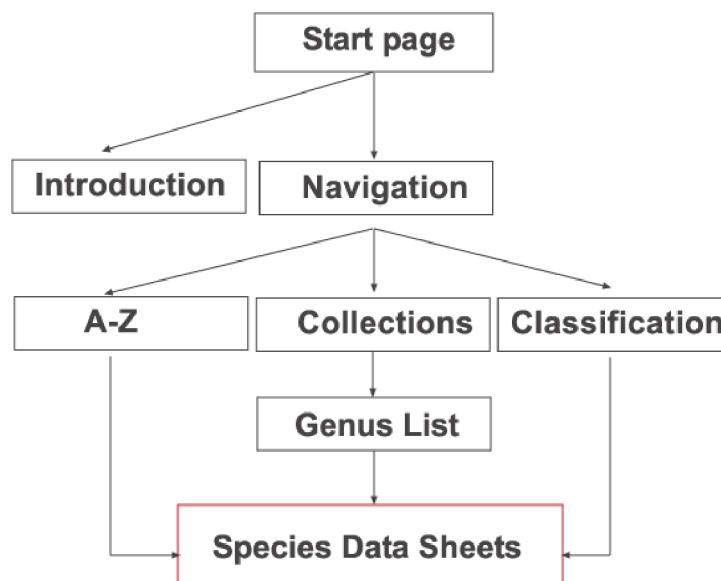 Start page
Introduction
Navigation
A-Z
Collections
Classification
Genus List
Species Data Sheets